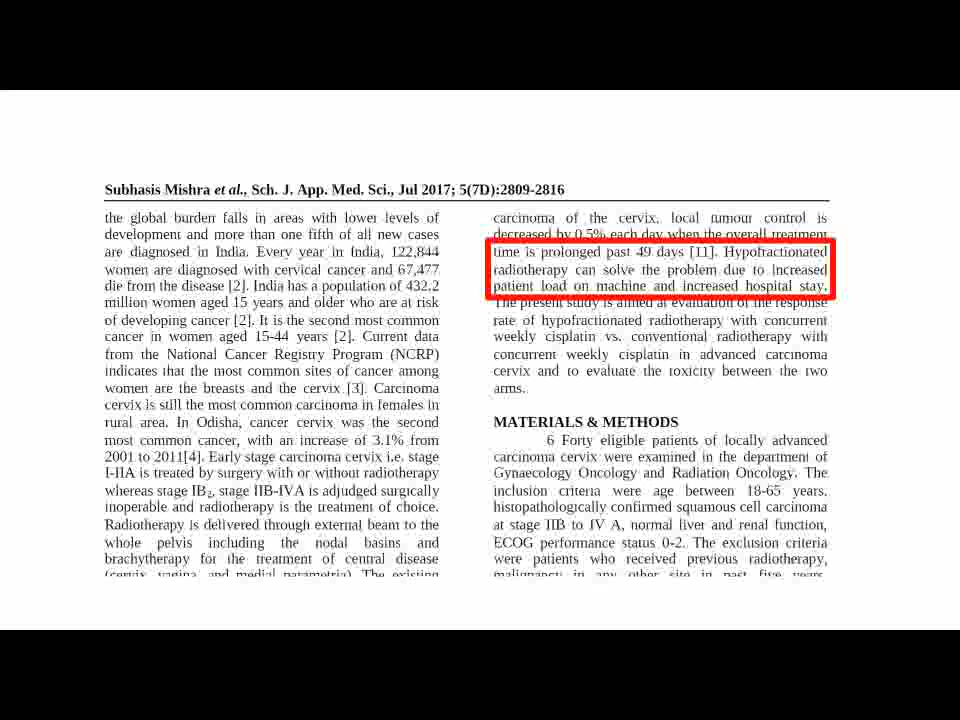 Subhasis Mishra et al., Sch. J. App. Med. Sci., Jul 2017; 5(7D):2809-2816
the global burden falls in areas with lower levels of
development and more than one fifth of all new cases
are diagnosed in India. Every year in India, 122,844
women are diagnosed with cervical cancer and 67,477
die from the disease [2]. India has a population of 432.2
million women aged 15 years and older who are at risk
of developing cancer [2]. It is the second most common
cancer in women aged 15-44 years [2]. Current data
from the National Cancer Registry Program (NCRP)
indicates that the most common sites of cancer among
women are the breasts and the cervix [3]. Carcinoma
cervix is still the most common carcinoma in females in
rural area. In Odisha, cancer cervix was the second
most common cancer, with an increase of 3.1% from
2001 to 2011[4]. Early stage carcinoma cervix i.e. stage
I-IIA is treated by surgery with or without radiotherapy
whereas stage IB₂, stage IIB-IVA is adjudged surgically
inoperable and radiotherapy is the treatment of choice.
Radiotherapy is delivered through external beam to the
whole pelvis including the nodal basins and
brachytherapy for the treatment of central disease
(cervix, vagina, and medial parametria). The existing
carcinoma of the cervix, local tumour control is
decreased by 0.5% each day when the overall treatment
time is prolonged past 49 days [11]. Hypofractionated
radiotherapy can solve the problem due to increased
patient load on machine and increased hospital stay.
The present study is aimed at evaluation of the response
rate of hypofractionated radiotherapy with concurrent
weekly cisplatin vs. conventional radiotherapy with
concurrent weekly cisplatin in advanced carcinoma
cervix and to evaluate the toxicity between the two
arms.
MATERIALS & METHODS
6 Forty eligible patients of locally advanced
carcinoma cervix were examined in the department of
Gynaecology Oncology and Radiation Oncology. The
inclusion criteria were age between 18-65 years,
histopathologically confirmed squamous cell carcinoma
at stage IIB to IV A, normal liver and renal function,
ECOG performance status 0-2. The exclusion criteria
were patients who received previous radiotherapy,
malignancy in any other site in past five years,